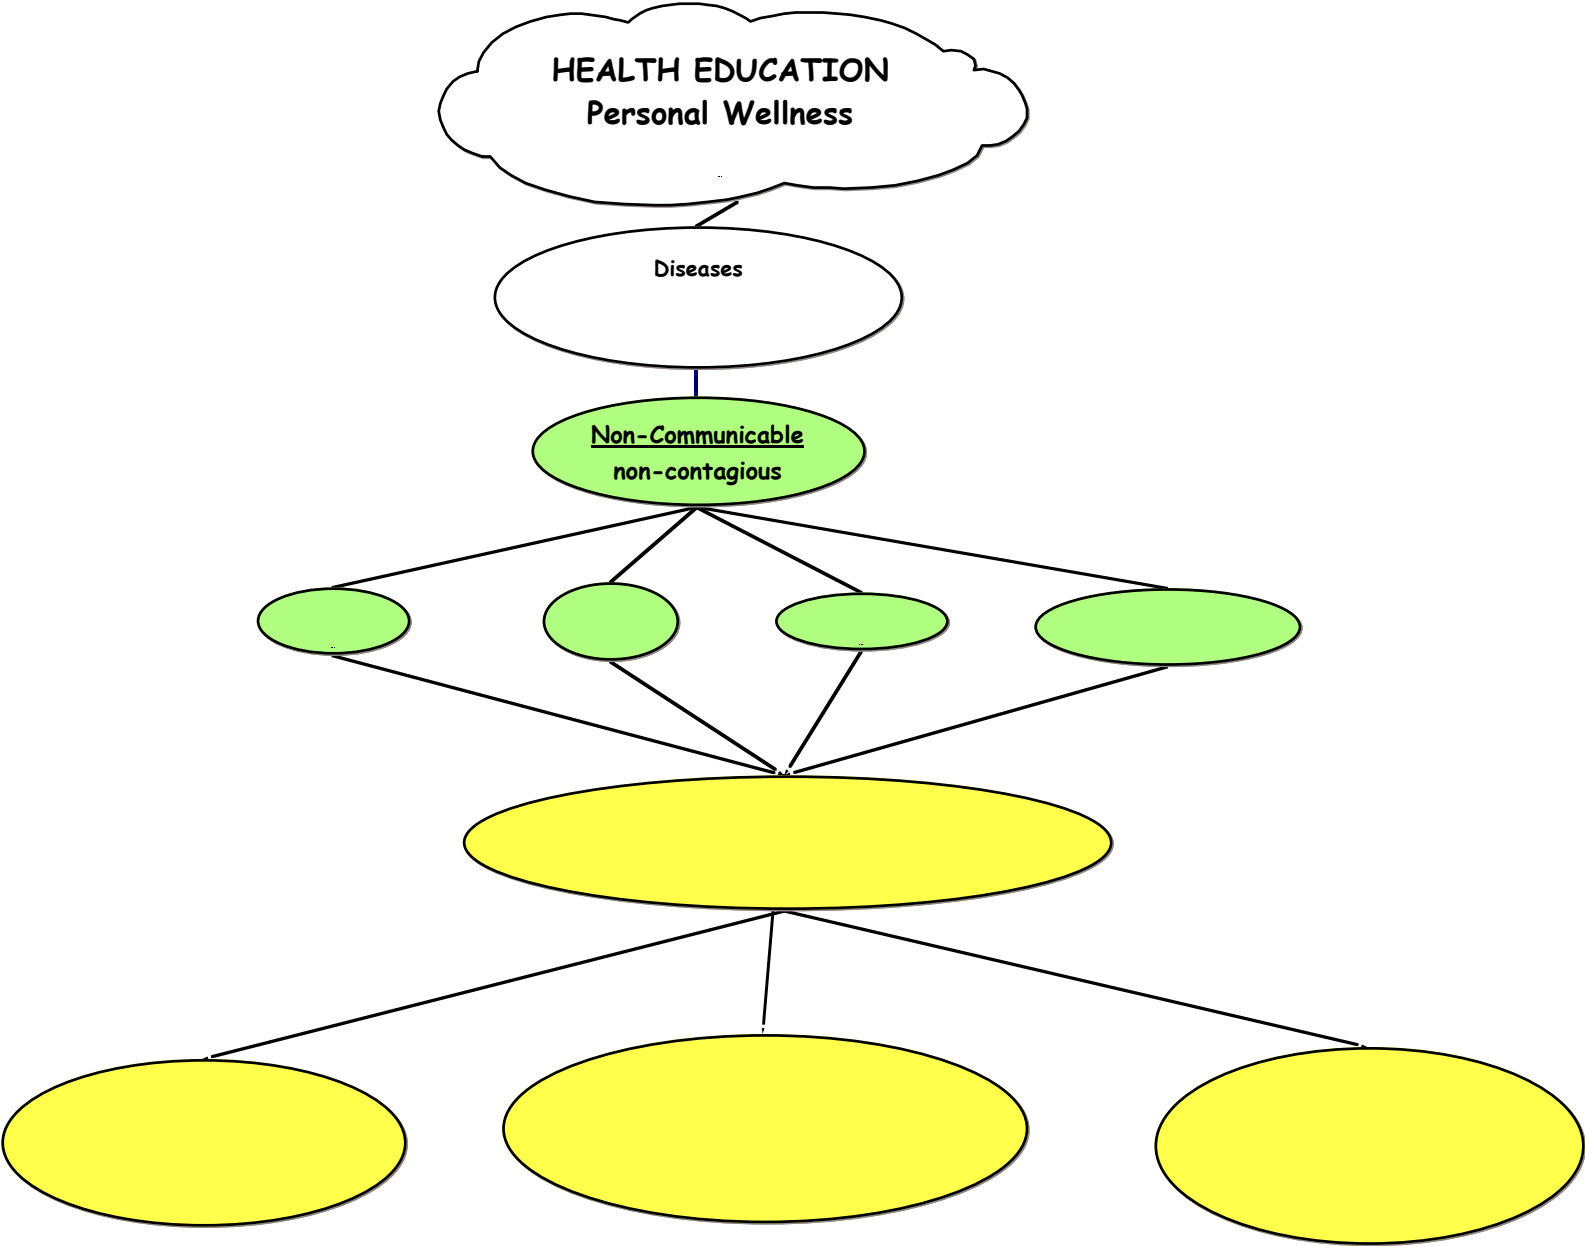 HEALTH EDUCATION
Personal Wellness
Diseases
Non-Communicable
non-contagious